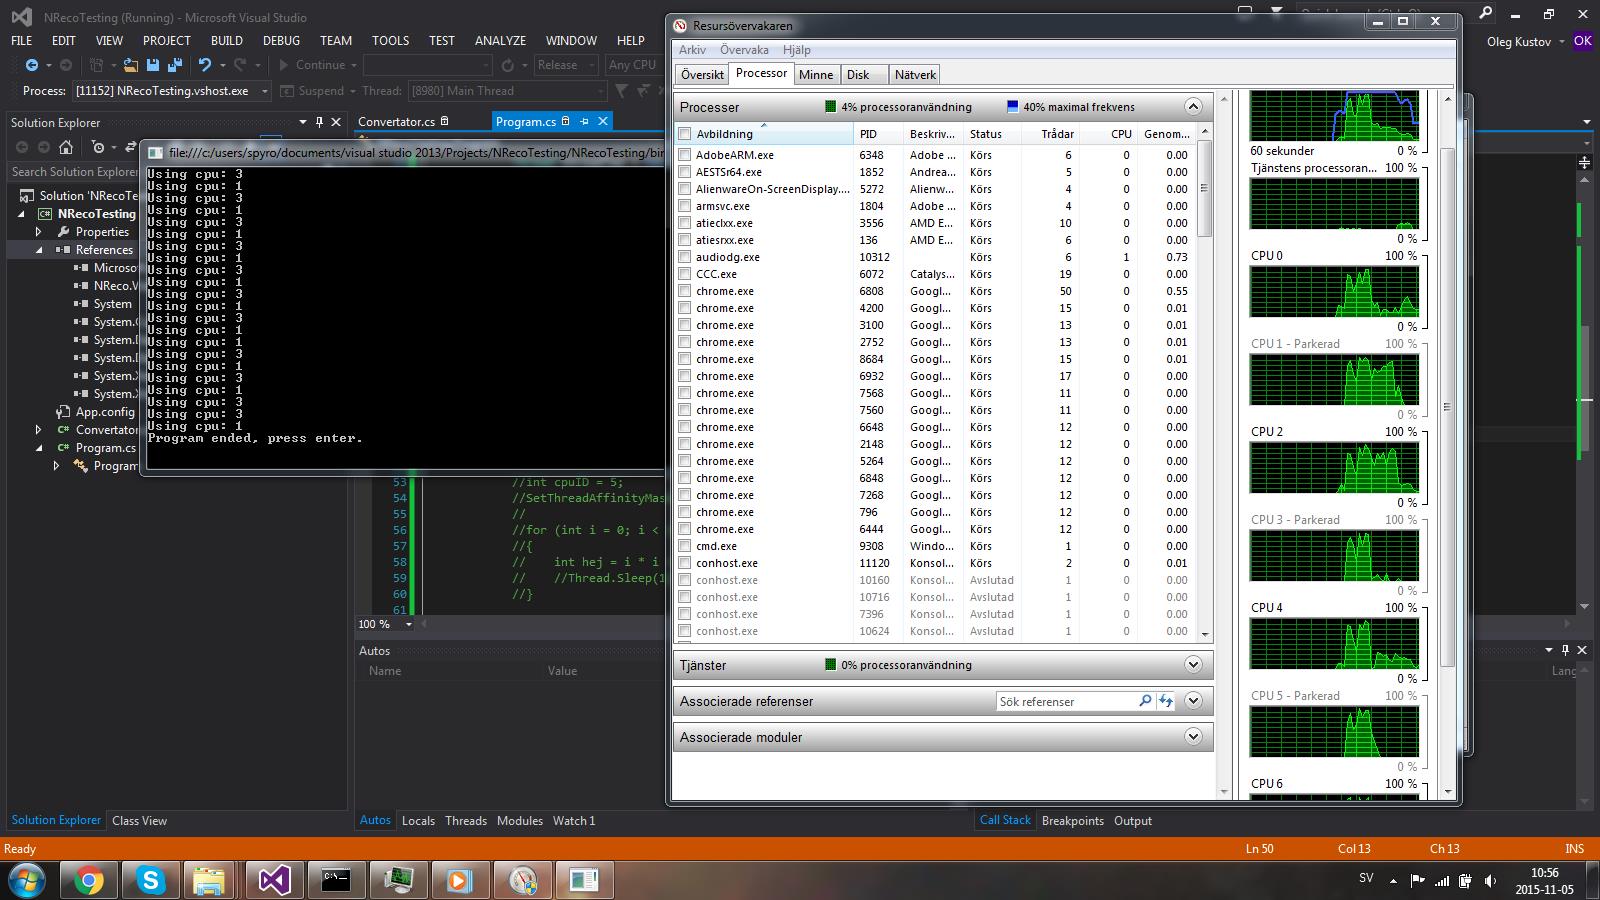 NRecoTesting (Running) - Microsoft Visual Studio
FILE EDIT VIEW PROJECT BUILD DEBUG TEAM TOOLS TEST ANALYZE WINDOW HELP
Oleg Kustov OK
Continue Release Any CPU
Process: [11152] NRecoTesting.vshost.exe Suspend Thread: [8980] Main Thread
Solution Explorer
Convertator.cs Program.cs
Search Solution Explorer
Solution 'NRecoTe
NRecoTesting
Properties
References
Microso
NReco.V
System
System.
System.D
System.X
System.X
App.config
Convertator
Program.cs
Program
file:///c:/users/spyro/documents/visual studio 2013/Projects/NRecoTesting/NRecoTesting/bin
Using cpu: 3
Using cpu: 1
Using cpu: 3
Using cpu: 1
Using cpu: 3
Using cpu: 1
Using cpu: 3
Using cpu: 1
Using cpu: 3
Using cpu: 1
Using cpu: 3
Using cpu: 1
Using cpu: 3
Using cpu: 1
Using cpu: 1
Using cpu: 3
Using cpu: 1
Using cpu: 3
Using cpu: 1
Using cpu: 3
Using cpu: 3
Using cpu: 1
Program ended, press enter.
53 //int cpuID = 5;
54 //SetThreadAffinityMas
55 //
56 //for (int i = 0; i <
57 //{
58 // int hej = i * i
59 // //Thread.Sleep(1
60 //}
61
100 %
Autos
Name Value
Lang
Solution Explorer Class View
Autos Locals Threads Modules Watch 1
Call Stack Breakpoints Output
Ready
Ln 50 Col 13 Ch 13 INS
Resursövervakaren
Arkiv Övervaka Hjälp
Översikt Processor Minne Disk Nätverk
Processer 4% processoranvändning 40% maximal frekvens
Avbildning PID Beskriv... Status Trådar CPU Genom...
AdobeARM.exe 6348 Adobe ... Körs 6 0 0.00
AESTSr64.exe 1852 Andrea... Körs 5 0 0.00
AlienwareOn-ScreenDisplay.... 5272 Alienw... Körs 4 0 0.00
armsvc.exe 1804 Adobe ... Körs 4 0 0.00
atieclxx.exe 3556 AMD E... Körs 10 0 0.00
atiesrxx.exe 136 AMD E... Körs 6 0 0.00
audiodg.exe 10312 Körs 6 1 0.73
CCC.exe 6072 Catalys... Körs 19 0 0.00
chrome.exe 6808 Googl... Körs 50 0 0.55
chrome.exe 4200 Googl... Körs 15 0 0.01
chrome.exe 3100 Googl... Körs 13 0 0.01
chrome.exe 2752 Googl... Körs 13 0 0.01
chrome.exe 8684 Googl... Körs 15 0 0.01
chrome.exe 6932 Googl... Körs 17 0 0.00
chrome.exe 7568 Googl... Körs 11 0 0.00
chrome.exe 7560 Googl... Körs 11 0 0.00
chrome.exe 6648 Googl... Körs 12 0 0.00
chrome.exe 2148 Googl... Körs 12 0 0.00
chrome.exe 5264 Googl... Körs 12 0 0.00
chrome.exe 6848 Googl... Körs 12 0 0.00
chrome.exe 7268 Googl... Körs 12 0 0.00
chrome.exe 796 Googl... Körs 12 0 0.00
chrome.exe 6444 Googl... Körs 12 0 0.00
cmd.exe 9308 Windo... Körs 1 0 0.00
conhost.exe 11120 Konsol... Körs 2 0 0.01
conhost.exe 10160 Konsol... Avslutad 1 0 0.00
conhost.exe 10716 Konsol... Avslutad 1 0 0.00
conhost.exe 7396 Konsol... Avslutad 1 0 0.00
conhost.exe 10624 Konsol... Avslutad 1 0 0.00
Tjänster 0% processoranvändning
Associerade referenser Sök referenser
Associerade moduler
60 sekunder 0 %
Tjänstens processoran... 100 %
0 %
CPU 0 100 %
0 %
CPU 1 - Parkerad 100 %
0 %
CPU 2 100 %
0 %
CPU 3 - Parkerad 100 %
0 %
CPU 4 100 %
0 %
CPU 5 - Parkerad 100 %
0 %
CPU 6 100 %
SV
10:56
2015-11-05